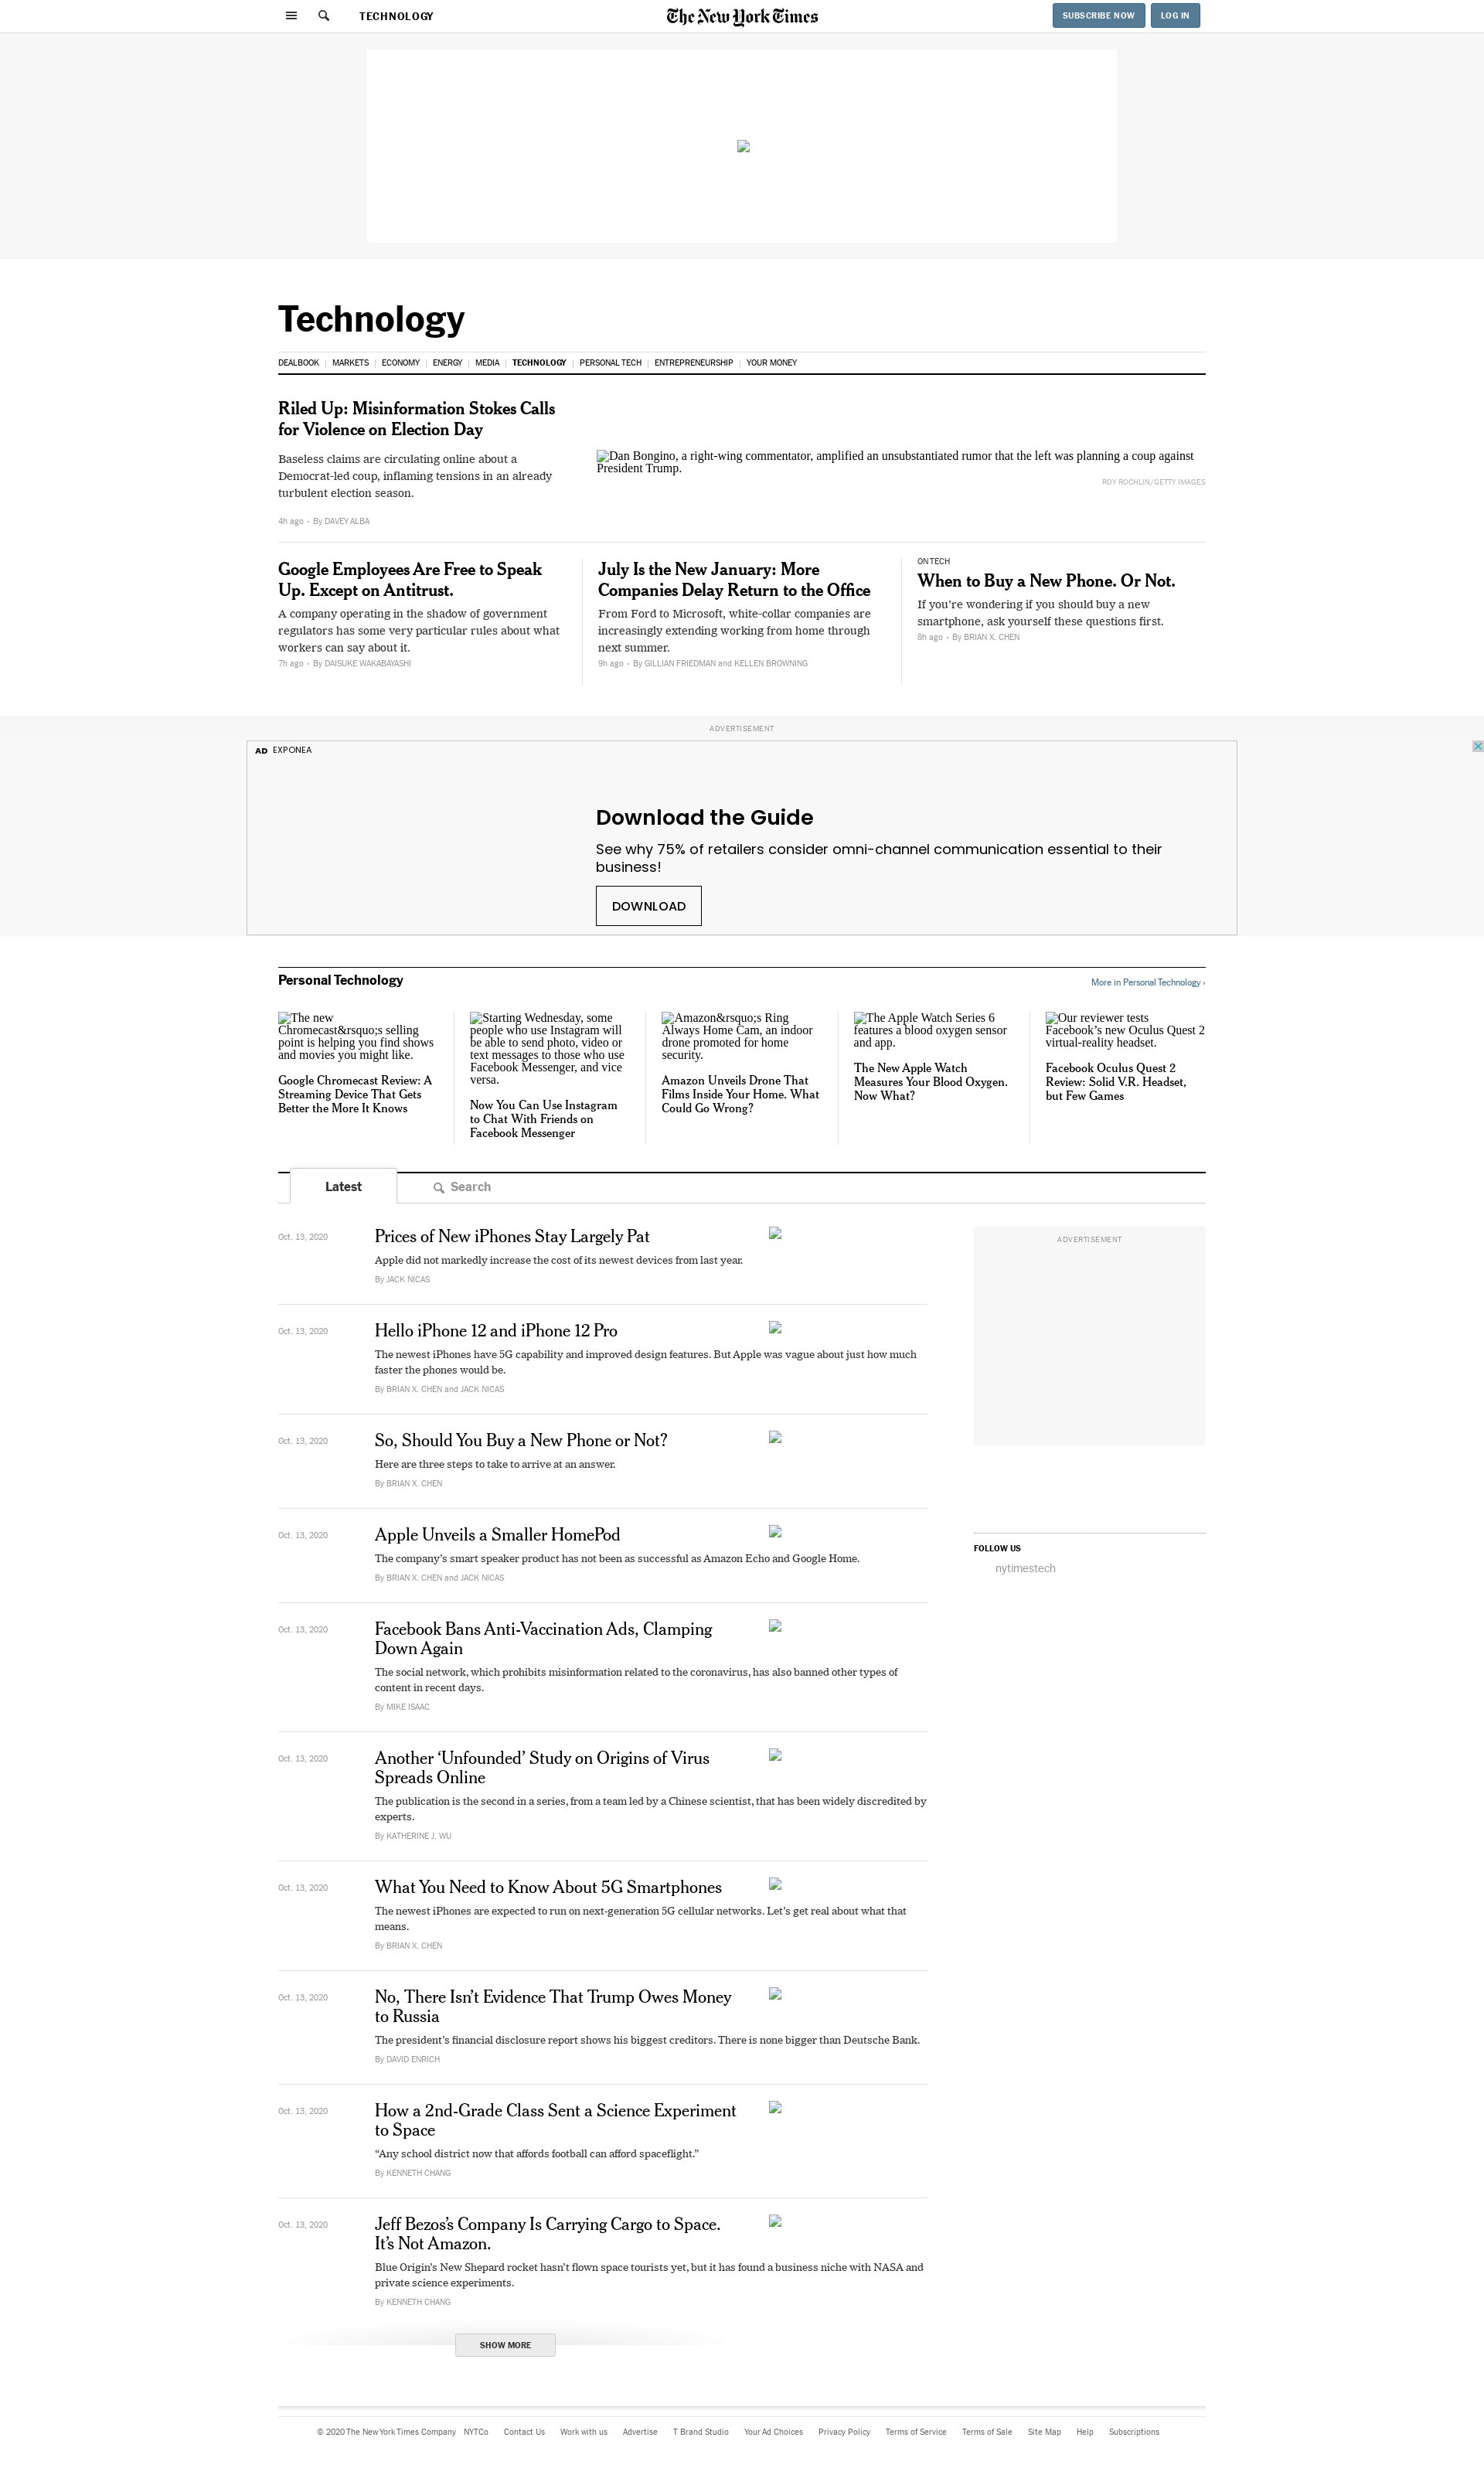 TECHNOLOGY
The New York Times
SUBSCRIBE NOW
LOG IN
Technology
DEALBOOK | MARKETS | ECONOMY | ENERGY | MEDIA | TECHNOLOGY | PERSONAL TECH | ENTREPRENEURSHIP | YOUR MONEY
Riled Up: Misinformation Stokes Calls
for Violence on Election Day
Baseless claims are circulating online about a
Democrat-led coup, inflaming tensions in an already
turbulent election season.
4h ago • By DAVEY ALBA
Dan Bongino, a right-wing commentator, amplified an unsubstantiated rumor that the left was planning a coup against
President Trump.
ROY ROCHLIN/GETTY IMAGES
Google Employees Are Free to Speak
Up. Except on Antitrust.
A company operating in the shadow of government
regulators has some very particular rules about what
workers can say about it.
7h ago • By DAISUKE WAKABAYASHI
July Is the New January: More
Companies Delay Return to the Office
From Ford to Microsoft, white-collar companies are
increasingly extending working from home through
next summer.
9h ago • By GILLIAN FRIEDMAN and KELLEN BROWNING
ON TECH
When to Buy a New Phone. Or Not.
If you’re wondering if you should buy a new
smartphone, ask yourself these questions first.
8h ago • By BRIAN X. CHEN
ADVERTISEMENT
AD EXPONEA
Download the Guide
See why 75% of retailers consider omni-channel communication essential to their
business!
DOWNLOAD
Personal Technology
More in Personal Technology ›
The new
Chromecast&rsquo;s selling
point is helping you find shows
and movies you might like.
Google Chromecast Review: A
Streaming Device That Gets
Better the More It Knows
Starting Wednesday, some
people who use Instagram will
be able to send photo, video or
text messages to those who use
Facebook Messenger, and vice
versa.
Now You Can Use Instagram
to Chat With Friends on
Facebook Messenger
Amazon&rsquo;s Ring
Always Home Cam, an indoor
drone promoted for home
security.
Amazon Unveils Drone That
Films Inside Your Home. What
Could Go Wrong?
The Apple Watch Series 6
features a blood oxygen sensor
and app.
The New Apple Watch
Measures Your Blood Oxygen.
Now What?
Our reviewer tests
Facebook’s new Oculus Quest 2
virtual-reality headset.
Facebook Oculus Quest 2
Review: Solid V.R. Headset,
but Few Games
Latest
Search
Oct. 13, 2020
Prices of New iPhones Stay Largely Pat
Apple did not markedly increase the cost of its newest devices from last year.
By JACK NICAS
Oct. 13, 2020
Hello iPhone 12 and iPhone 12 Pro
The newest iPhones have 5G capability and improved design features. But Apple was vague about just how much
faster the phones would be.
By BRIAN X. CHEN and JACK NICAS
Oct. 13, 2020
So, Should You Buy a New Phone or Not?
Here are three steps to take to arrive at an answer.
By BRIAN X. CHEN
Oct. 13, 2020
Apple Unveils a Smaller HomePod
The company’s smart speaker product has not been as successful as Amazon Echo and Google Home.
By BRIAN X. CHEN and JACK NICAS
Oct. 13, 2020
Facebook Bans Anti-Vaccination Ads, Clamping
Down Again
The social network, which prohibits misinformation related to the coronavirus, has also banned other types of
content in recent days.
By MIKE ISAAC
Oct. 13, 2020
Another ‘Unfounded’ Study on Origins of Virus
Spreads Online
The publication is the second in a series, from a team led by a Chinese scientist, that has been widely discredited by
experts.
By KATHERINE J. WU
Oct. 13, 2020
What You Need to Know About 5G Smartphones
The newest iPhones are expected to run on next-generation 5G cellular networks. Let’s get real about what that
means.
By BRIAN X. CHEN
Oct. 13, 2020
No, There Isn’t Evidence That Trump Owes Money
to Russia
The president’s financial disclosure report shows his biggest creditors. There is none bigger than Deutsche Bank.
By DAVID ENRICH
Oct. 13, 2020
How a 2nd-Grade Class Sent a Science Experiment
to Space
“Any school district now that affords football can afford spaceflight.”
By KENNETH CHANG
Oct. 13, 2020
Jeff Bezos’s Company Is Carrying Cargo to Space.
It’s Not Amazon.
Blue Origin’s New Shepard rocket hasn’t flown space tourists yet, but it has found a business niche with NASA and
private science experiments.
By KENNETH CHANG
SHOW MORE
ADVERTISEMENT
FOLLOW US
nytimestech
© 2020 The New York Times Company NYTCo Contact Us Work with us Advertise T Brand Studio Your Ad Choices Privacy Policy Terms of Service Terms of Sale Site Map Help Subscriptions